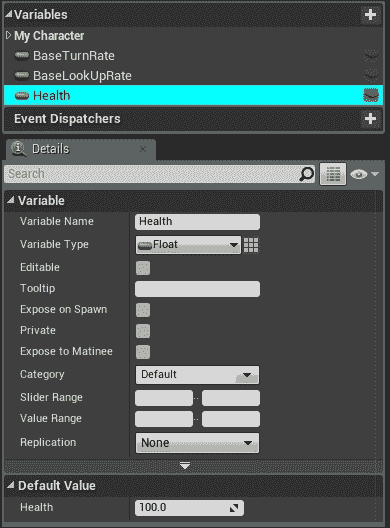 Variables
My Character
BaseTurnRate
BaseLookUpRate
Health
Event Dispatchers
Details
Search
Variable
Variable Name Health
Variable Type Float
Editable
Tooltip
Expose on Spawn
Private
Expose to Matinee
Category Default
Slider Range ..
Value Range ..
Replication None
Default Value
Health 100.0